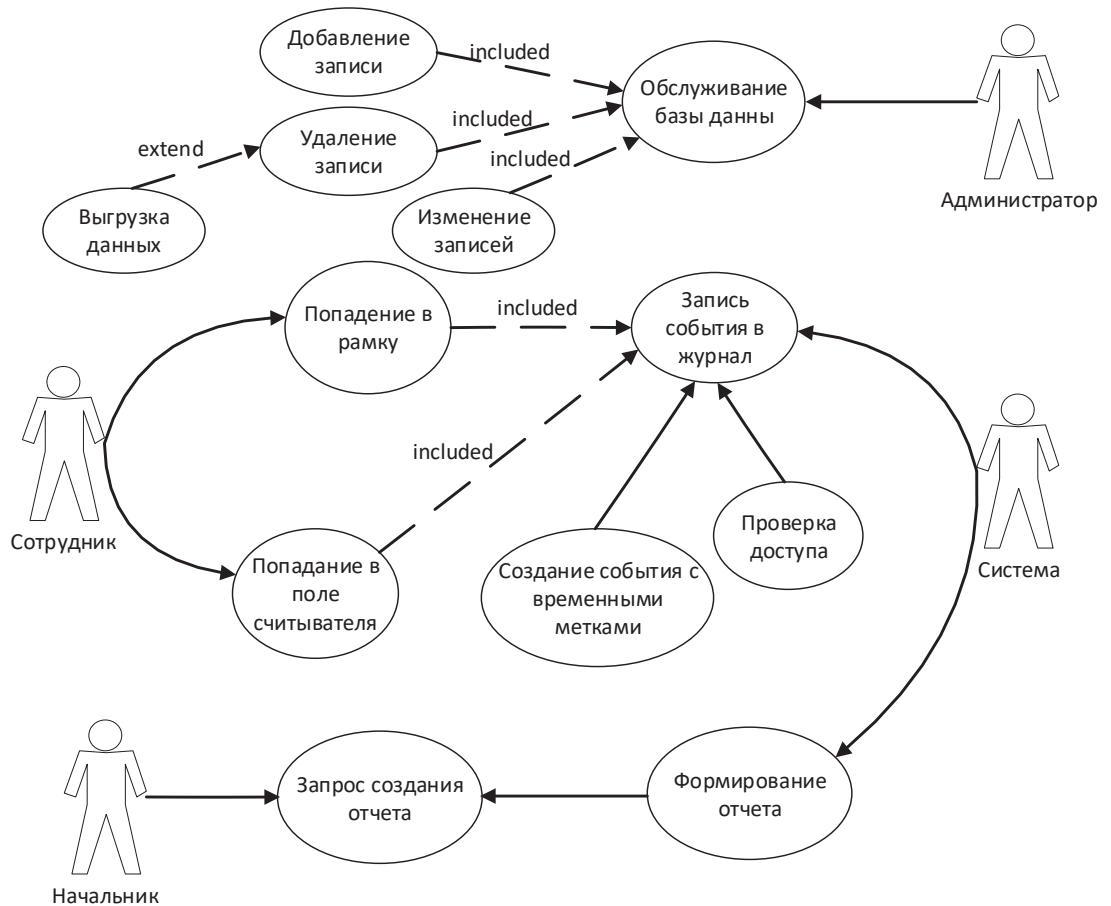 Добавление
записи
included
Обслуживание
базы данны
Удаление
записи
included
extend
included
Выгрузка
данных
Изменение
записей
Администратор
Попадение в
рамку
included
Запись
события в
журнал
included
Сотрудник
Попадание в
поле
считывателя
Создание события с
временными
метками
Проверка
доступа
Система
Запрос создания
отчета
Формирование
отчета
Начальник